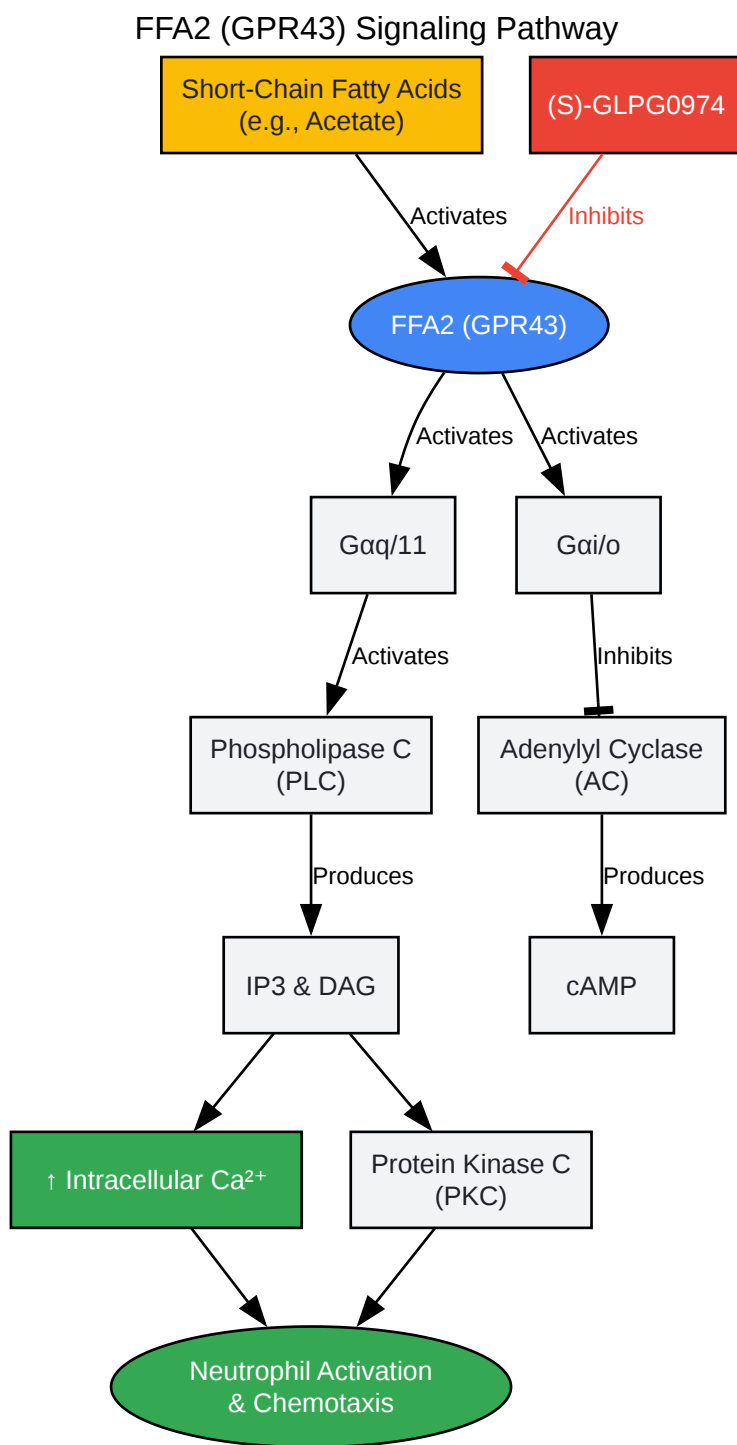 FFA2 (GPR43) Signaling Pathway
Short-Chain Fatty Acids
(e.g., Acetate)
(S)-GLPG0974
Activates
Inhibits
FFA2 (GPR43)
Activates
Activates
Gαq/11
Gαi/o
Activates
Inhibits
Phospholipase C
(PLC)
Adenylyl Cyclase
(AC)
Produces
Produces
IP3 & DAG
cAMP
↑ Intracellular Ca²⁺
Protein Kinase C
(PKC)
Neutrophil Activation
& Chemotaxis